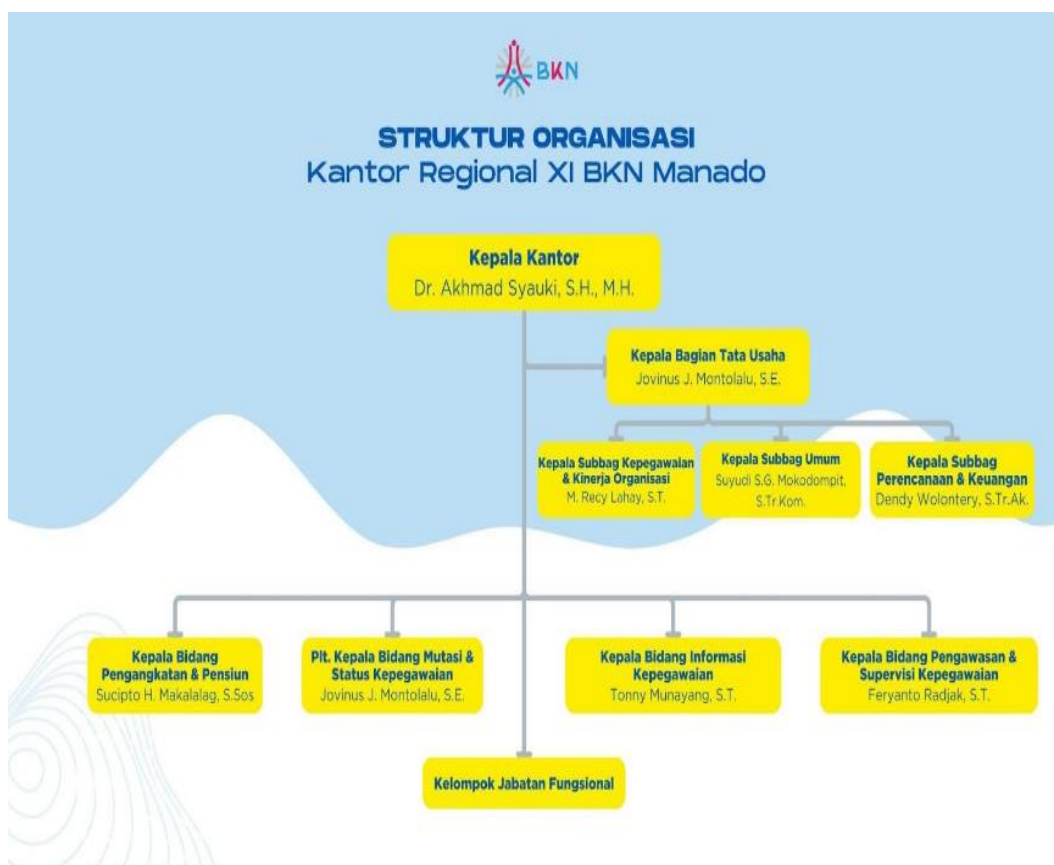 BKN
STRUKTUR ORGANISASI
Kantor Regional XI BKN Manado
Kepala Kantor
Dr. Akhmad Syauki, S.H., M.H.
Kepala Bagian Tata Usaha
Jovinus J. Montolalu, S.E.
Kepala Subbag Kepegawaian
& Kinerja Organisasi
M. Recy Lahay, S.T.
Kepala Subbag Umum
Suyudi S.G. Mokodompit,
S.Tr.Kom.
Kepala Subbag
Perencanaan & Keuangan
Dendy Wolontery, S.Tr.Ak.
Kepala Bidang
Pengangkatan & Pensiun
Sucipto H. Makalalag, S.Sos
Plt. Kepala Bidang Mutasi &
Status Kepegawaian
Jovinus J. Montolalu, S.E.
Kepala Bidang Informasi
Kepegawaian
Tonny Munayang, S.T.
Kepala Bidang Pengawasan &
Supervisi Kepegawaian
Feryanto Radjak, S.T.
Kelompok Jabatan Fungsional